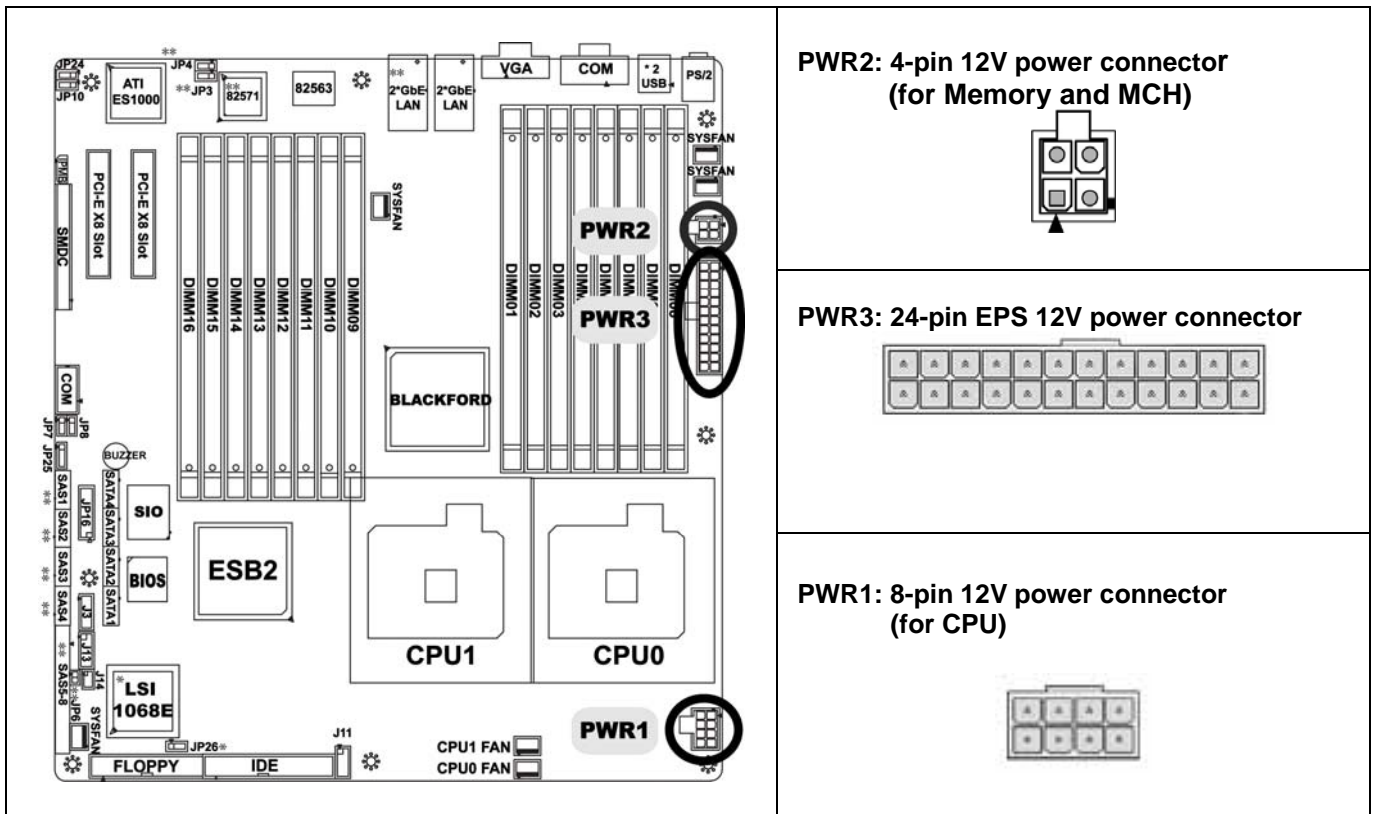 JP24
JP10
ATI
ES1000
**
JP4
**JP3
**
82571
82563
**
2*GbE
LAN
2*GbE
LAN
VGA
COM
* 2
USB
PS/2
SYSFAN
SYSFAN
IPMB
SMDC
PCI-E X8 Slot
PCI-E X8 Slot
SYSFAN
DIMM16
DIMM15
DIMM14
DIMM13
DIMM12
DIMM11
DIMM10
DIMM09
DIMM01
DIMM02
DIMM03
PWR2
PWR3
COM
JP7
JP8
JP25
BLACKFORD
BUZZER
SAS1
**
SAS2
**
SAS3
**
SAS4
**
** SAS5-8
JP16
SATA4
SATA3
SATA2
SATA1
SIO
BIOS
ESB2
J3
J13
J14
**JP6
SYSFAN
*
LSI
1068E
CPU1
CPU0
PWR1
JP26*
J11
CPU1 FAN
CPU0 FAN
FLOPPY
IDE
PWR2: 4-pin 12V power connector
(for Memory and MCH)
PWR3: 24-pin EPS 12V power connector
PWR1: 8-pin 12V power connector
(for CPU)